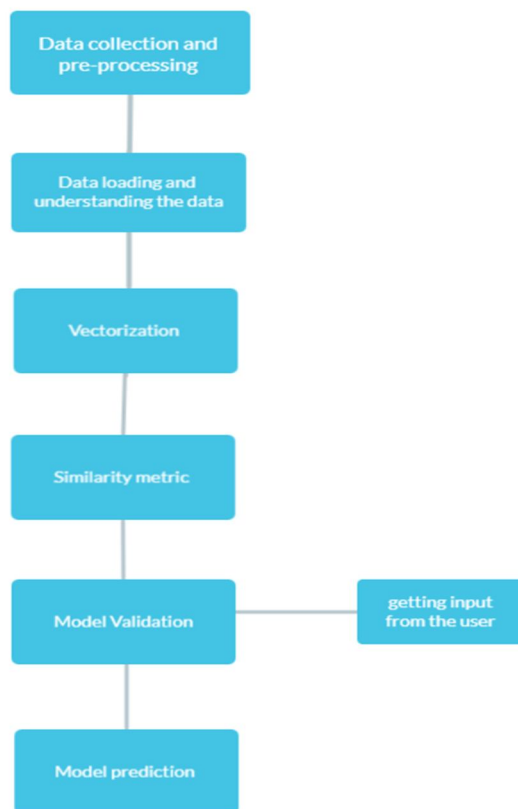 Data collection and
pre-processing
Data loading and
understanding the data
Vectorization
Similarity metric
Model Validation
getting input
from the user
Model prediction